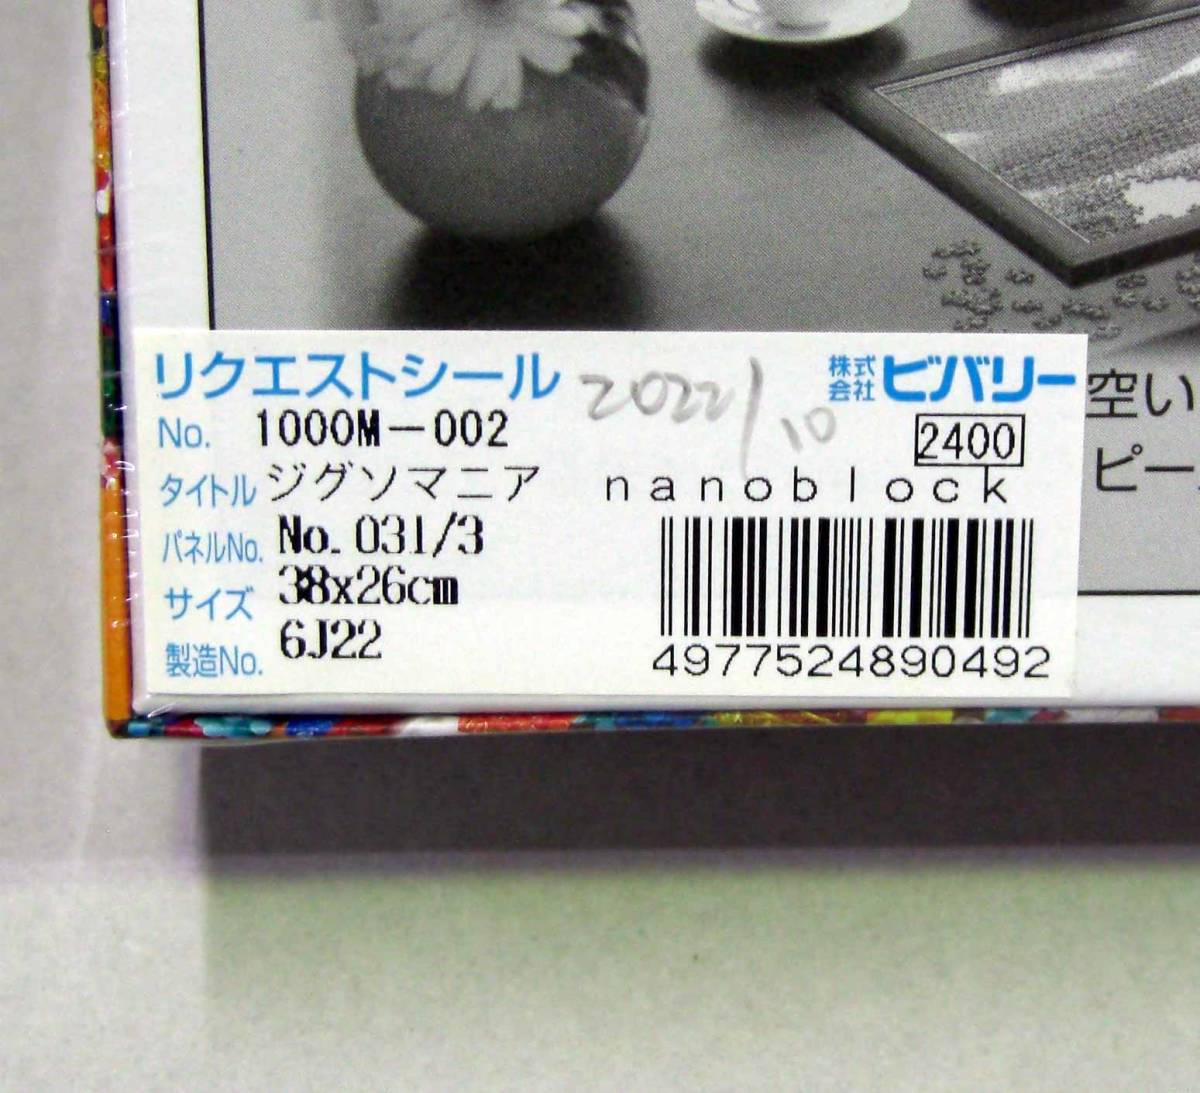 リクエストシール 2022/10 株式会社 ビバリー
No. 1000M-002 2400
タイトル ジグソマニア nanoblock
パネルNo. No.031/3
サイズ 38x26cm
製造No. 6J22
4977524890492
空い
ピー